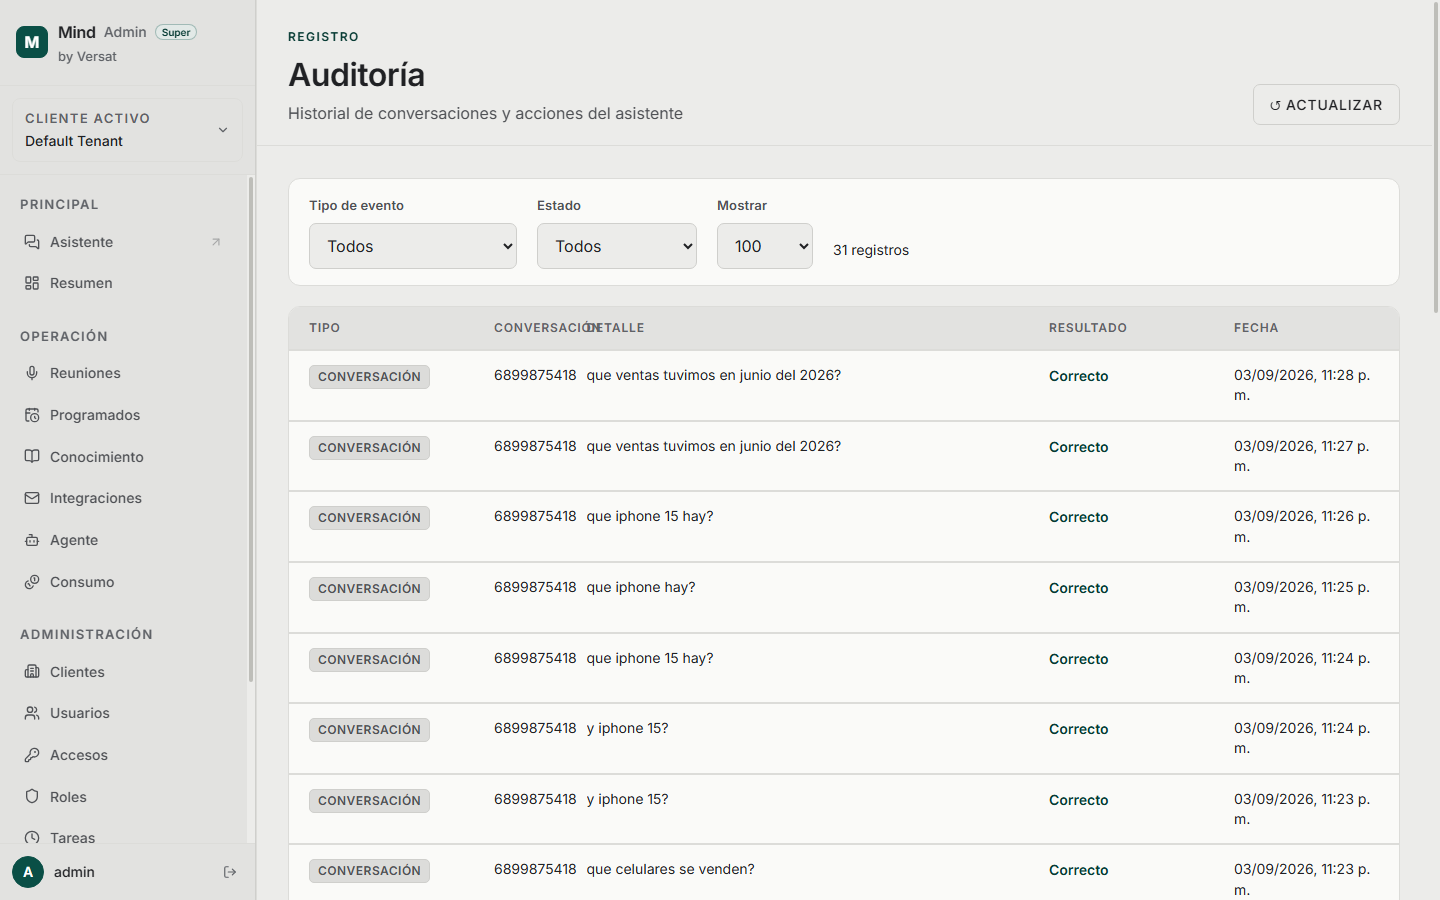 M
Mind Admin Super
by Versat
CLIENTE ACTIVO
Default Tenant
PRINCIPAL
Asistente
Resumen
OPERACIÓN
Reuniones
Programados
Conocimiento
Integraciones
Agente
Consumo
ADMINISTRACIÓN
Clientes
Usuarios
Accesos
Roles
Tareas
A admin
REGISTRO
Auditoría
Historial de conversaciones y acciones del asistente
↺ ACTUALIZAR
Tipo de evento Estado Mostrar
Todos Todos 100 31 registros
TIPO CONVERSACIÓN DETALLE RESULTADO FECHA
CONVERSACIÓN 6899875418 que ventas tuvimos en junio del 2026? Correcto 03/09/2026, 11:28 p.
m.
CONVERSACIÓN 6899875418 que ventas tuvimos en junio del 2026? Correcto 03/09/2026, 11:27 p.
m.
CONVERSACIÓN 6899875418 que iphone 15 hay? Correcto 03/09/2026, 11:26 p.
m.
CONVERSACIÓN 6899875418 que iphone hay? Correcto 03/09/2026, 11:25 p.
m.
CONVERSACIÓN 6899875418 que iphone 15 hay? Correcto 03/09/2026, 11:24 p.
m.
CONVERSACIÓN 6899875418 y iphone 15? Correcto 03/09/2026, 11:24 p.
m.
CONVERSACIÓN 6899875418 y iphone 15? Correcto 03/09/2026, 11:23 p.
m.
CONVERSACIÓN 6899875418 que celulares se venden? Correcto 03/09/2026, 11:23 p.
m.